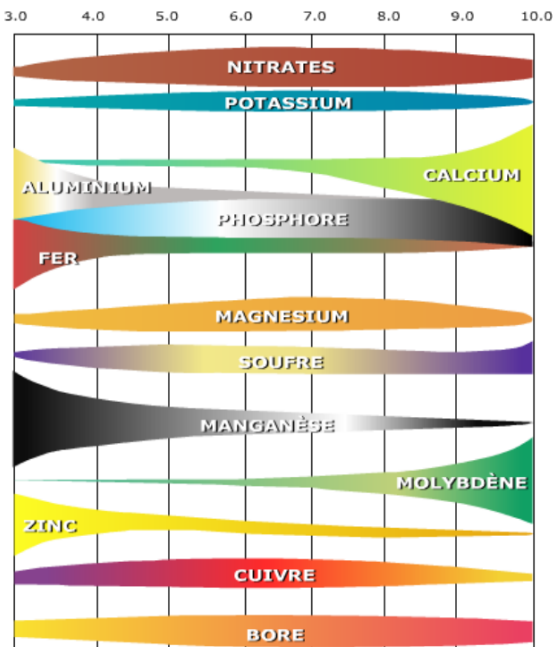 3.0 4.0 5.0 6.0 7.0 8.0 9.0 10.0
NITRATES
POTASSIUM
CALCIUM
ALUMINIUM
PHOSPHORE
FER
MAGNESIUM
SOUFRE
MANGANÈSE
MOLYBDÈNE
ZINC
CUIVRE
BORE